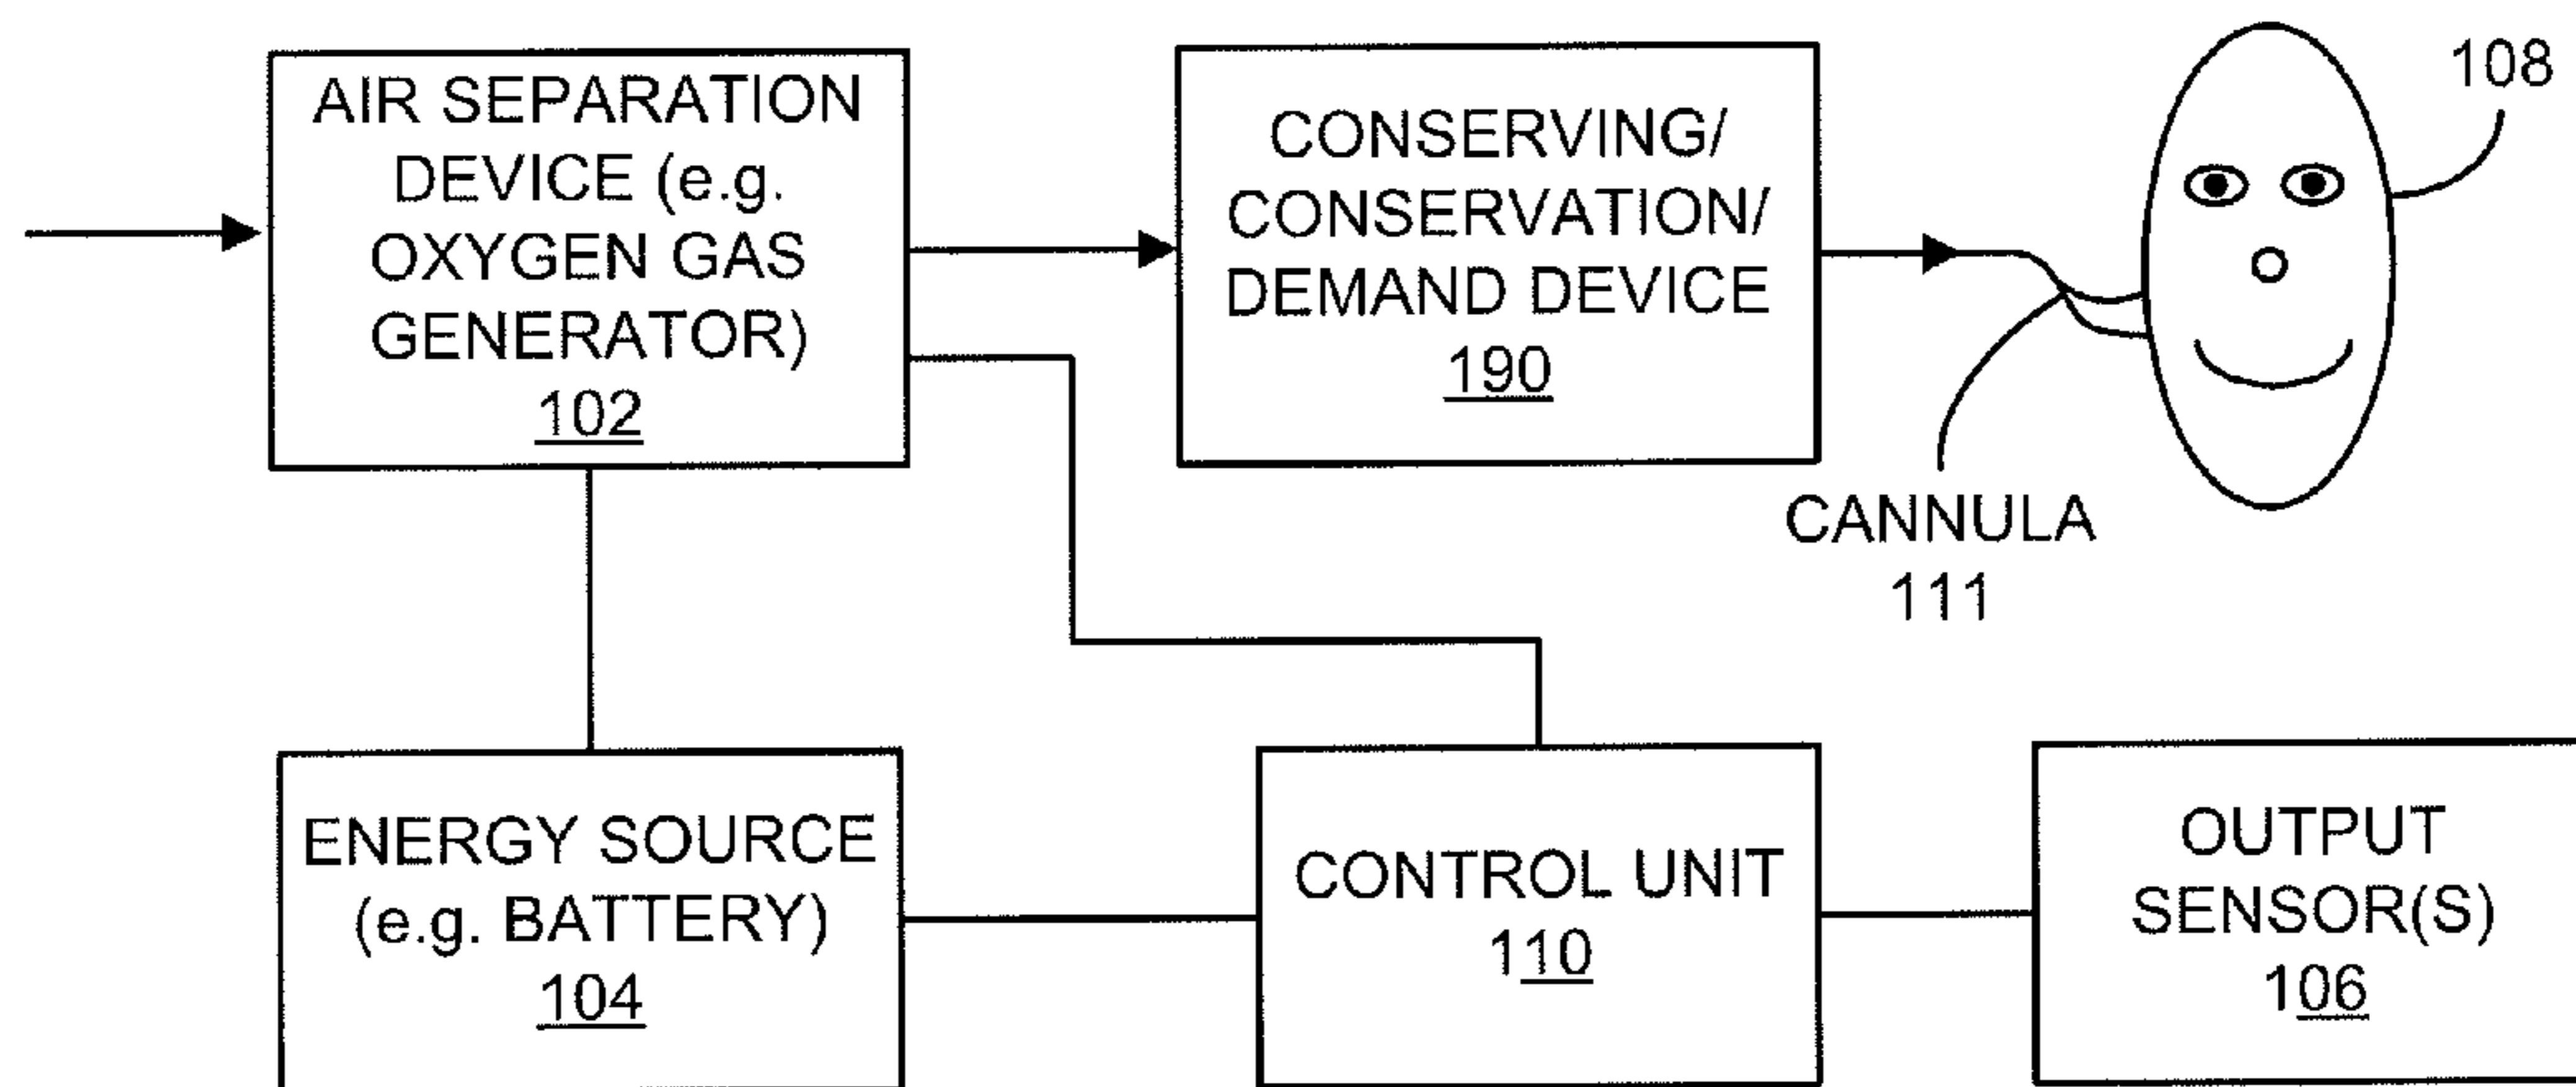 AIR SEPARATION
DEVICE (e.g.
OXYGEN GAS
GENERATOR)
102
CONSERVING/
CONSERVATION/
DEMAND DEVICE
190
108
CANNULA
111
ENERGY SOURCE
(e.g. BATTERY)
104
CONTROL UNIT
110
OUTPUT
SENSOR(S)
106